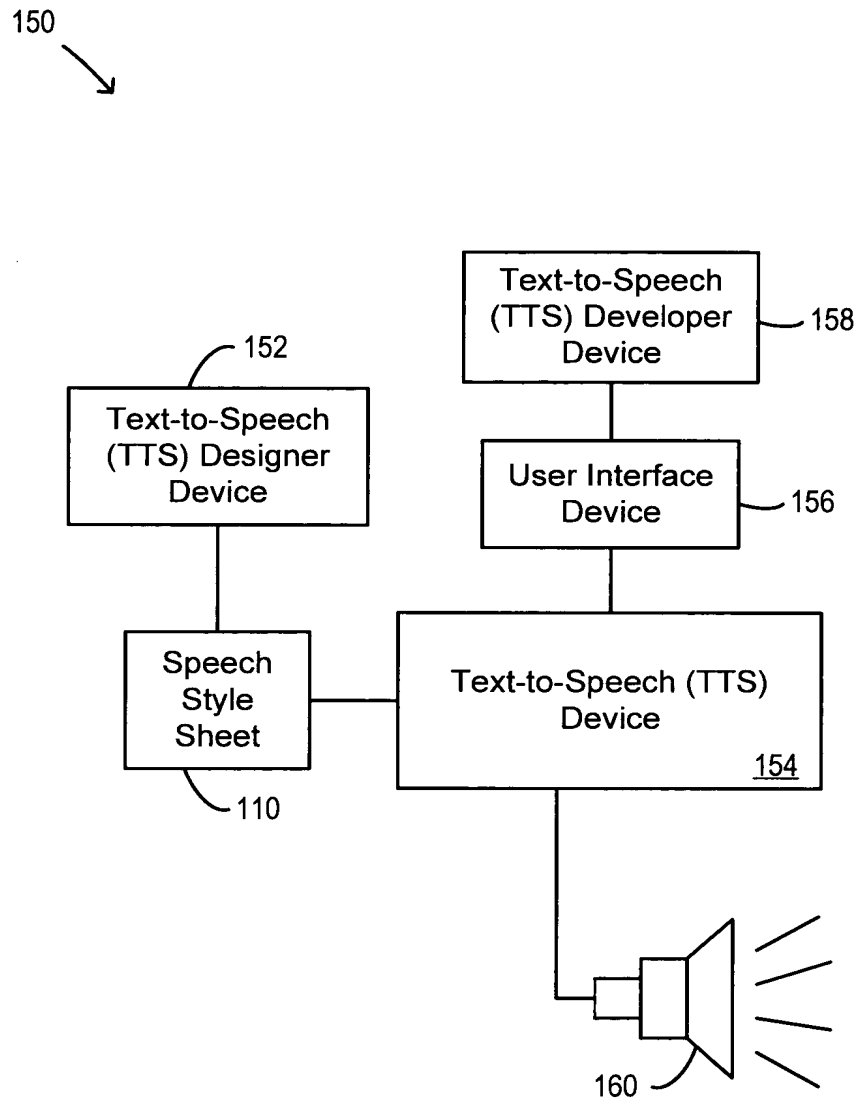 150
Text-to-Speech
(TTS) Developer
Device
158
152
Text-to-Speech
(TTS) Designer
Device
User Interface
Device
156
Speech
Style
Sheet
110
Text-to-Speech (TTS)
Device
154
160